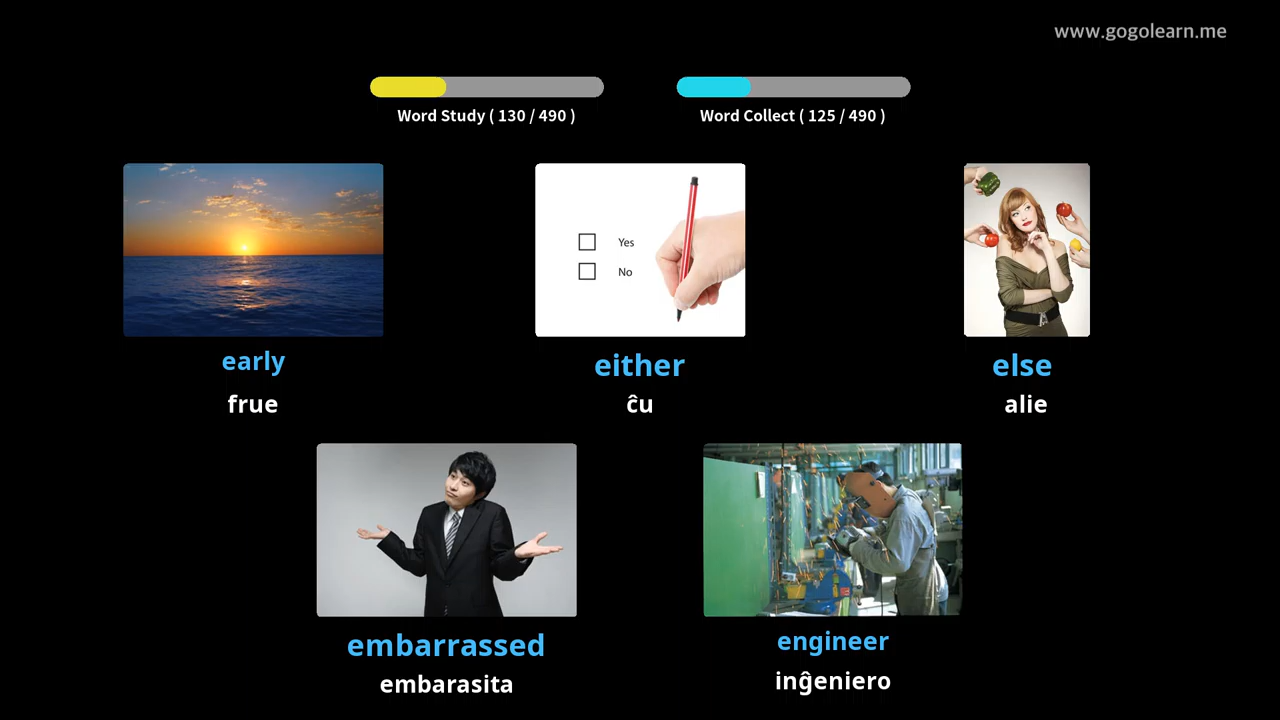 www.gogolearn.me
Word Study ( 130 / 490 )
Word Collect ( 125 / 490 )
Yes
No
early
either
else
frue
ĉu
alie
embarrassed
engineer
embarasita
inĝeniero